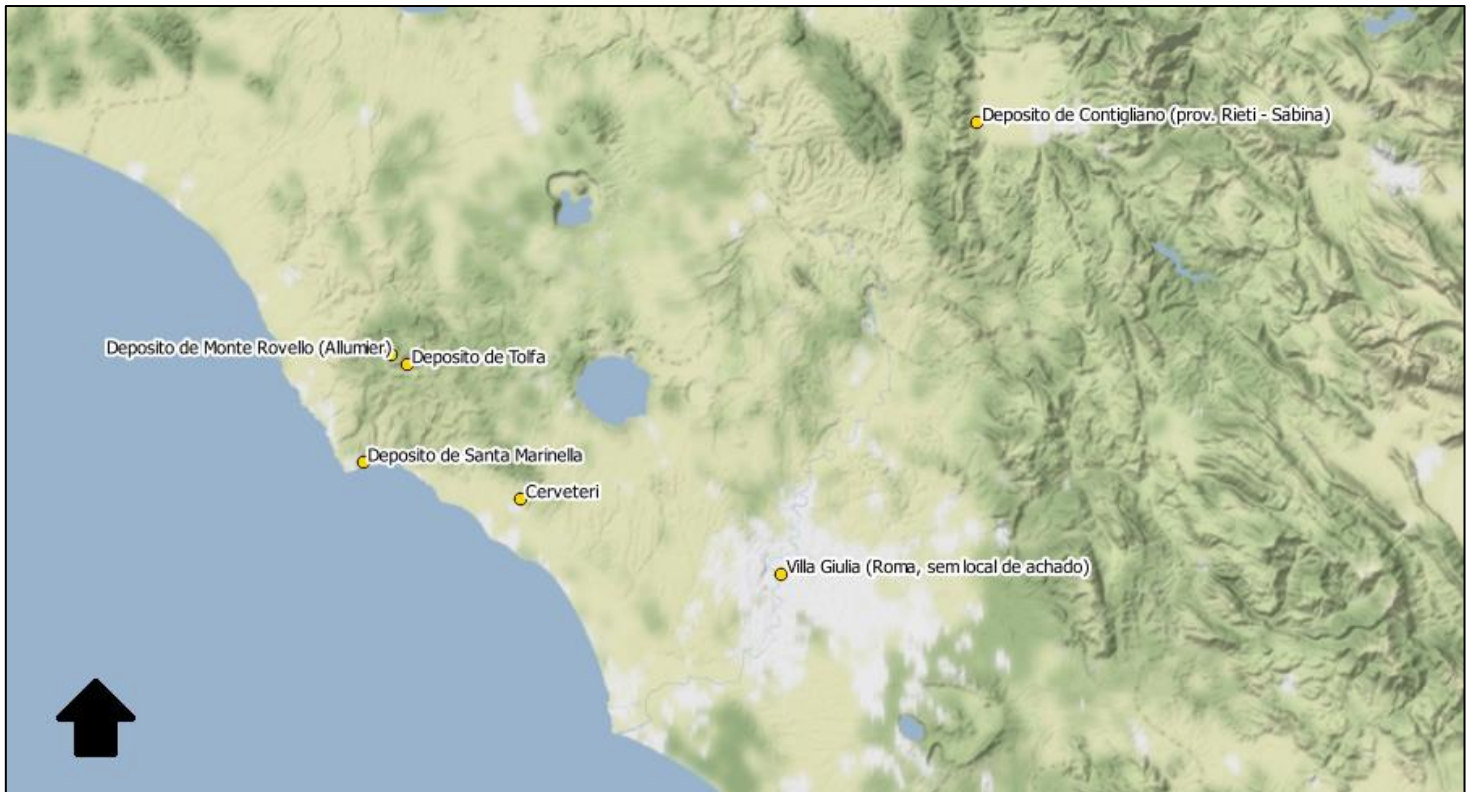 Deposito de Contigliano (prov. Rieti - Sabina)
Deposito de Monte Rovello (Allumier)
Deposito de Tolfa
Deposito de Santa Marinella
Cerveteri
Villa Giulia (Roma, sem local de achado)